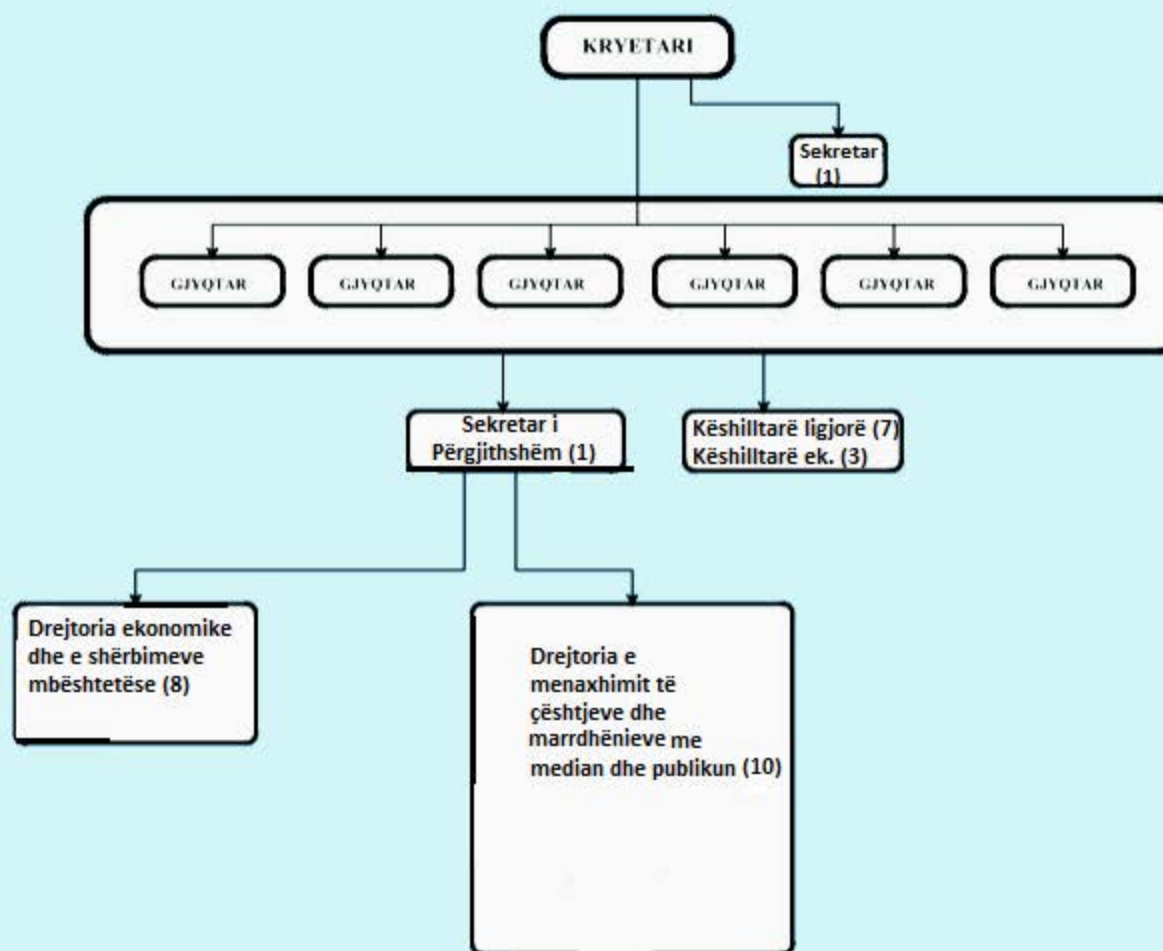 KRYETARI
Sekretar
(1)
GJYQTAR
GJYQTAR
GJYQTAR
GJYQTAR
GJYQTAR
GJYQTAR
Sekretar i
Përgjithshëm (1)
Këshilltarë ligjorë (7)
Këshilltarë ek. (3)
Drejtoria ekonomike
dhe e shërbimeve
mbështetëse (8)
Drejtoria e
menaxhimit të
çështjeve dhe
marrdhënieve me
median dhe publikun (10)